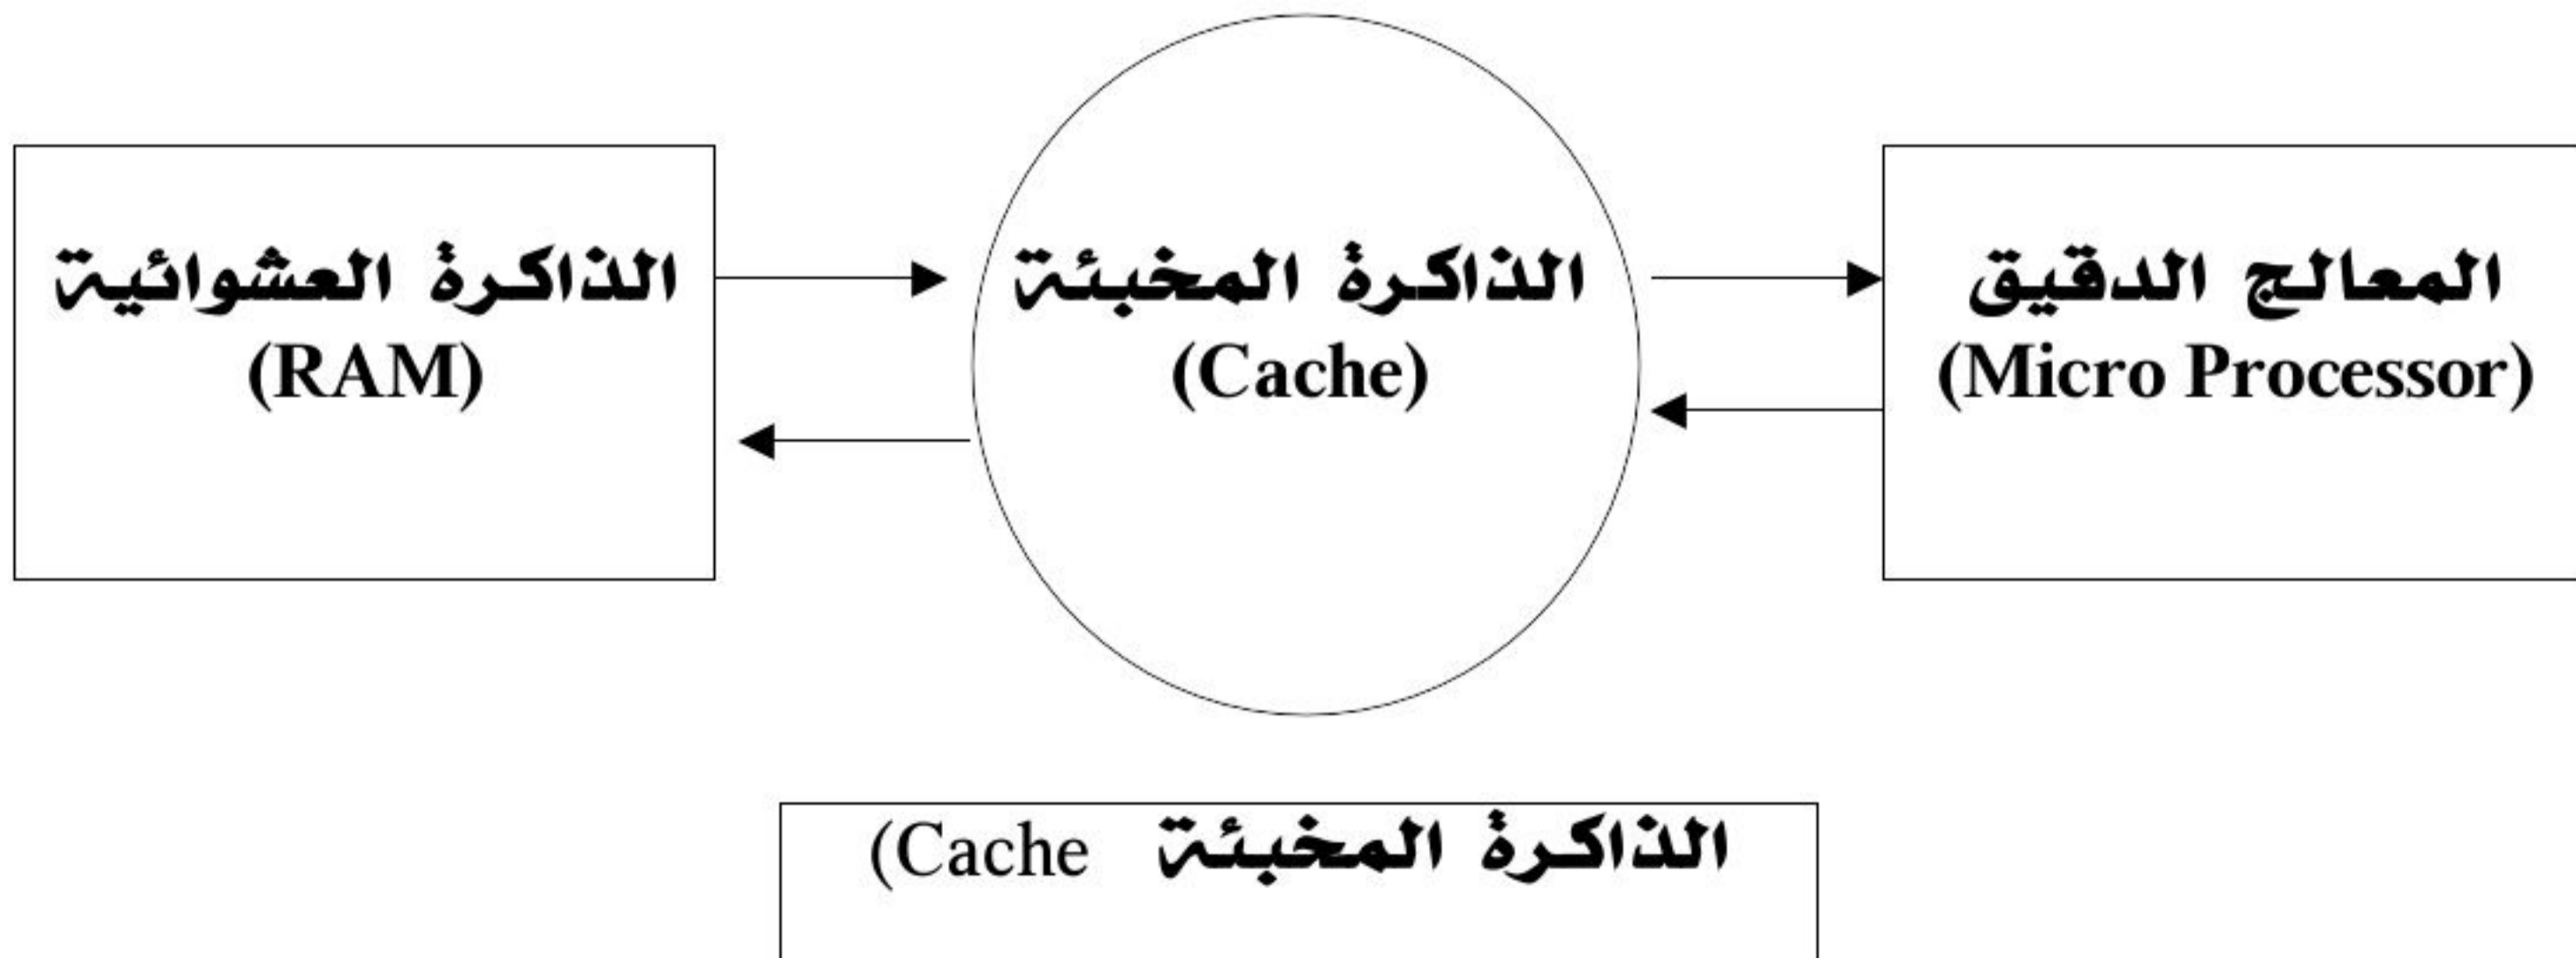 المعالج الدقيق
(Micro Processor)
الذاكرة المخبئة
(Cache)
الذاكرة العشوائية
(RAM)
الذاكرة المخبئة (Cache